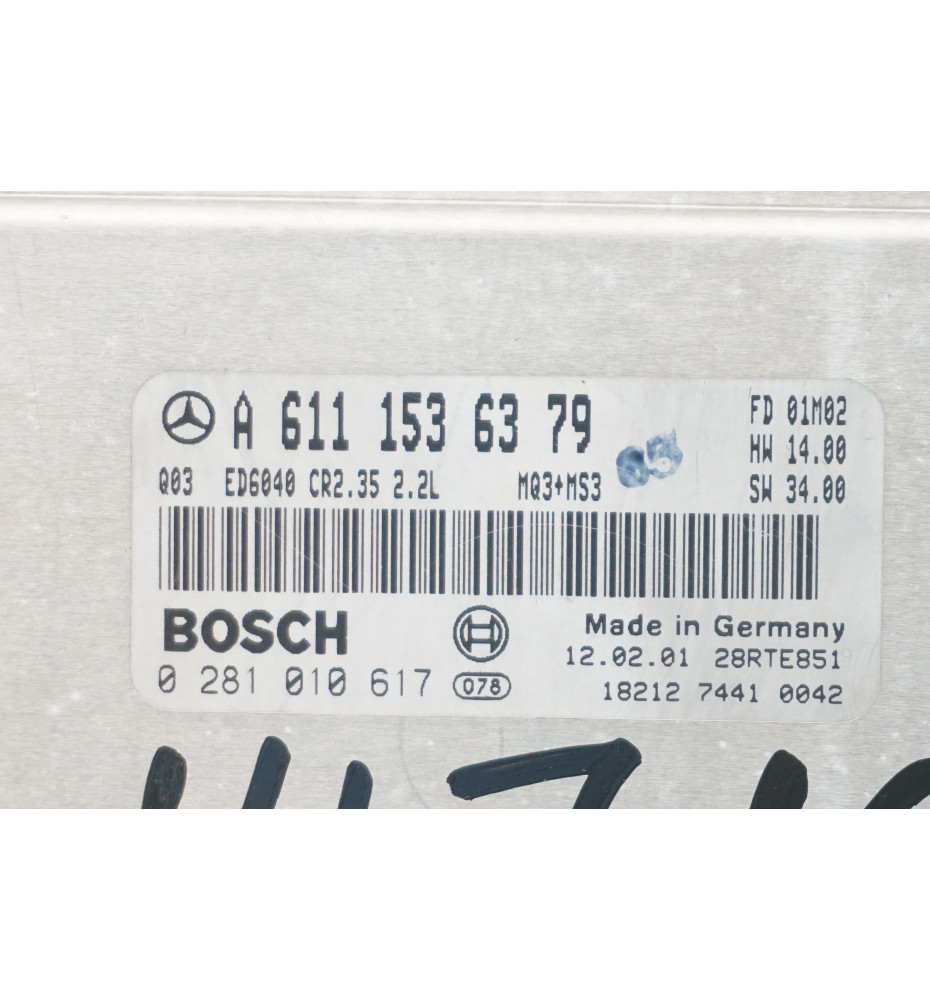 A 611 153 63 79
FD 01M02
HW 14.00
Q03 ED6040 CR2.35 2.2L MQ3+MS3
SW 34.00
BOSCH
Made in Germany
12.02.01 28RTE851
0 281 010 617 078
18212 7441 0042